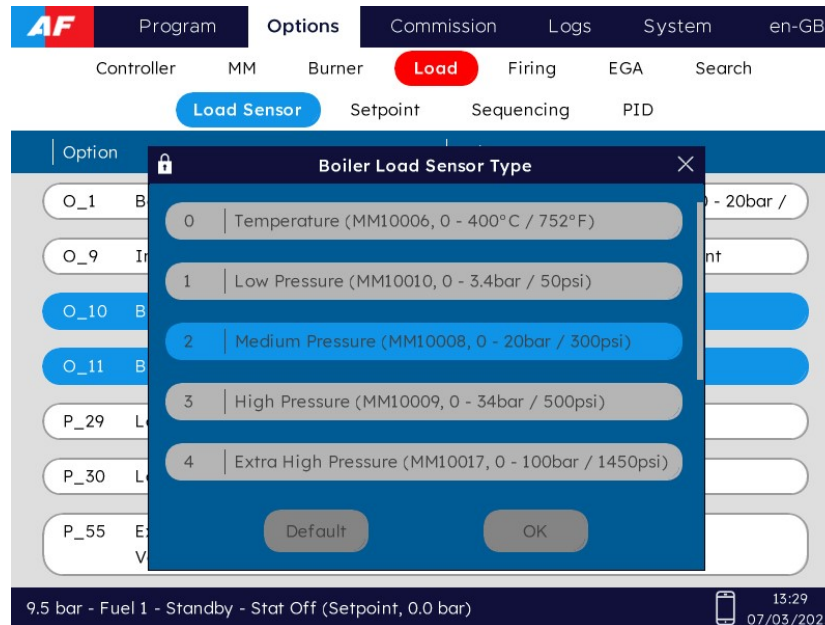 AF Program Options Commission Logs System en-GB
Controller MM Burner Load Firing EGA Search
Load Sensor Setpoint Sequencing PID
Option
Boiler Load Sensor Type
O_1 - 20bar /
0 Temperature (MM10006, 0 - 400°C / 752°F)
O_9
1 Low Pressure (MM10010, 0 - 3.4bar / 50psi)
O_10
2 Medium Pressure (MM10008, 0 - 20bar / 300psi)
O_11
3 High Pressure (MM10009, 0 - 34bar / 500psi)
P_29
4 Extra High Pressure (MM10017, 0 - 100bar / 1450psi)
P_30
P_55
Default OK
9.5 bar - Fuel 1 - Standby - Stat Off (Setpoint, 0.0 bar) 13:29
07/03/202